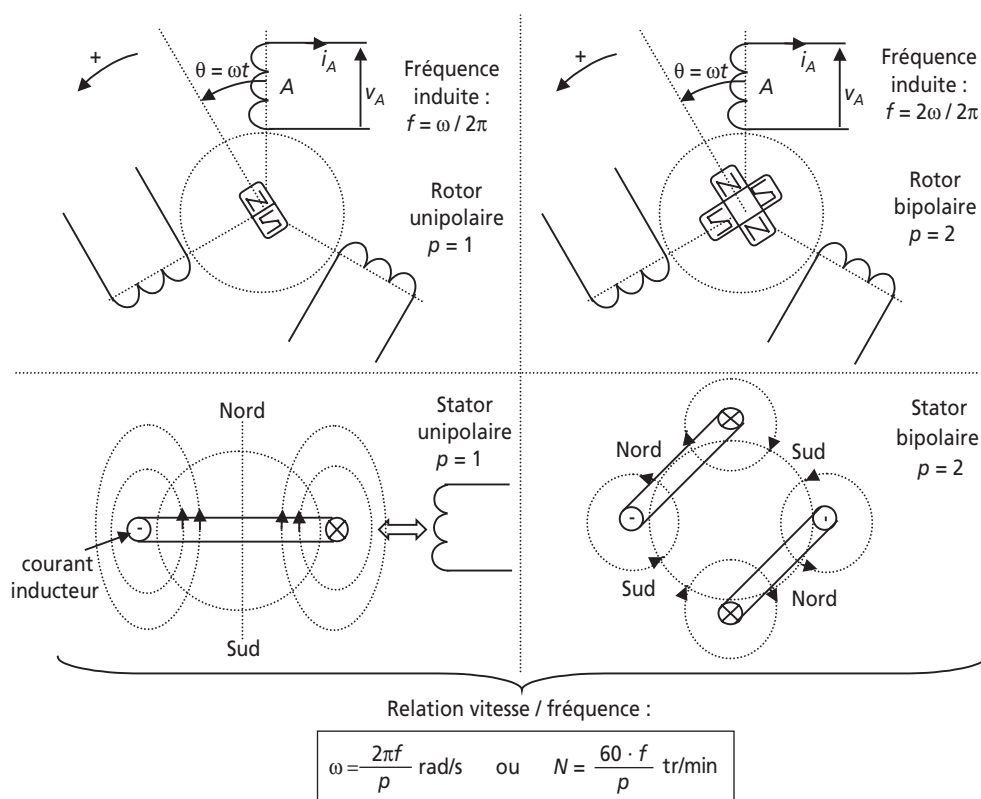 +
θ = ωt
A
i_A
v_A
Fréquence
induite :
f = ω / 2π
N
S
Rotor
unipolaire
p = 1
+
θ = ωt
A
i_A
v_A
Fréquence
induite :
f = 2ω / 2π
N
S
S
N
Rotor
bipolaire
p = 2
Nord
Stator
unipolaire
p = 1
courant
inducteur
Sud
Nord
Sud
Sud
Nord
Stator
bipolaire
p = 2
Relation vitesse / fréquence :
ω = 2πf / p rad/s ou N = 60 · f / p tr/min